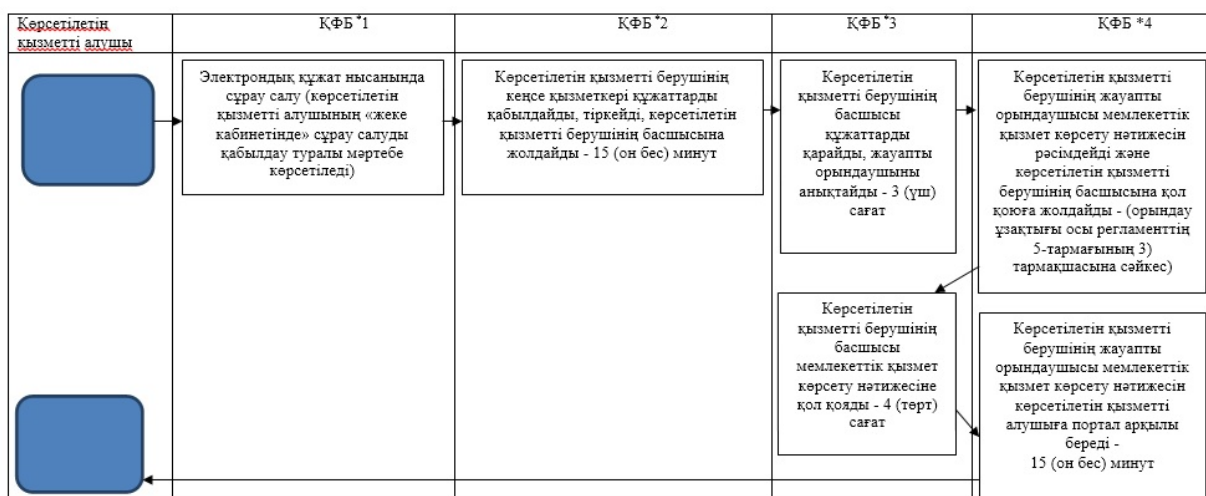 Көрсетілетін
қызметті алушы
ҚФБ *1
ҚФБ *2
ҚФБ *3
ҚФБ *4
Электрондық құжат нысанында
сұрау салу (көрсетілетін
қызметті алушының «жеке
кабинетінде» сұрау салуды
қабылдау туралы мәртебе
көрсетіледі)
Көрсетілетін қызметті берушінің
кеңсе қызметкері құжаттарды
қабылдайды, тіркейді, көрсетілетін
қызметті берушінің басшысына
жолдайды - 15 (он бес) минут
Көрсетілетін
қызметті берушінің
басшысы
құжаттарды
қарайды, жауапты
орындаушыны
анықтайды - 3 (үш)
сағат
Көрсетілетін қызметті
берушінің жауапты
орындаушысы мемлекеттік
қызмет көрсету нәтижесін
рәсімдейді және
көрсетілетін қызметті
берушінің басшысына қол
қоюға жолдайды - (орындау
ұзақтығы осы регламенттің
5-тармағының 3)
тармақшасына сәйкес)
Көрсетілетін
қызметті берушінің
басшысы
мемлекеттік қызмет
көрсету нәтижесіне
қол қояды - 4 (төрт)
сағат
Көрсетілетін қызметті
берушінің жауапты
орындаушысы мемлекеттік
қызмет көрсету нәтижесін
көрсетілетін қызметті
алушыға портал арқылы
береді -
15 (он бес) минут